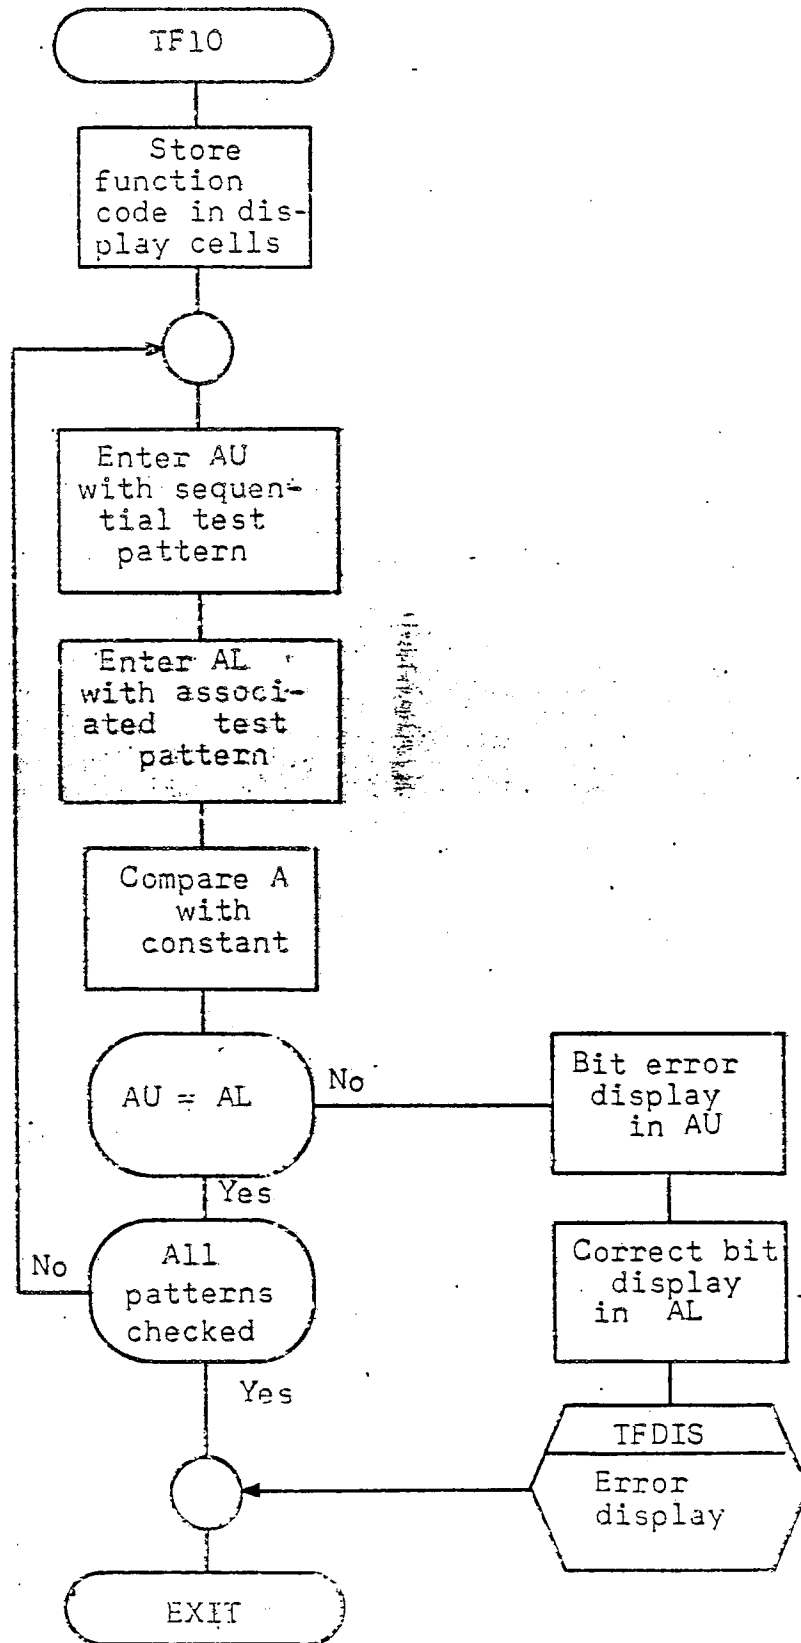 TF10
Store
function
code in dis-
play cells
Enter AU
with sequen-
tial test
pattern
Enter AL
with associ-
ated test
pattern
Compare A
with
constant
AU = AL
No
Bit error
display
in AU
Yes
Correct bit
display
in AL
No
All
patterns
checked
Yes
TFDIS
Error
display
EXIT